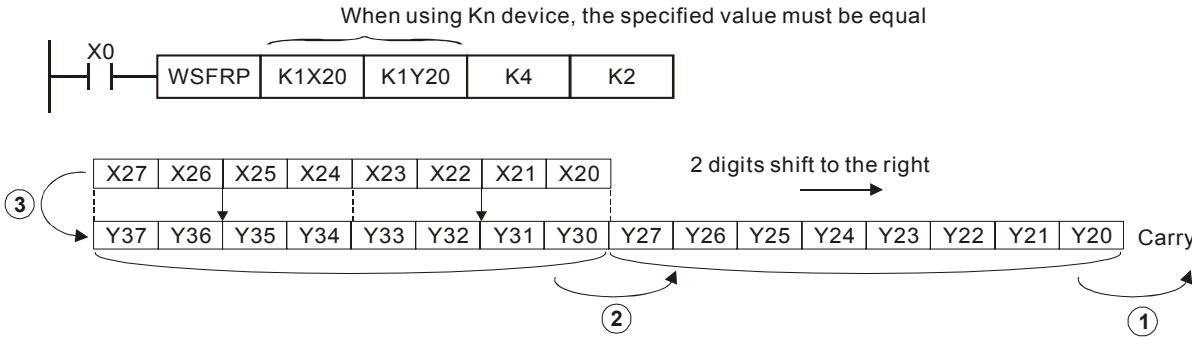 When using Kn device, the specified value must be equal
X0
WSFRP K1X20 K1Y20 K4 K2
X27 X26 X25 X24 X23 X22 X21 X20
2 digits shift to the right
3
Y37 Y36 Y35 Y34 Y33 Y32 Y31 Y30 Y27 Y26 Y25 Y24 Y23 Y22 Y21 Y20 Carry
2
1